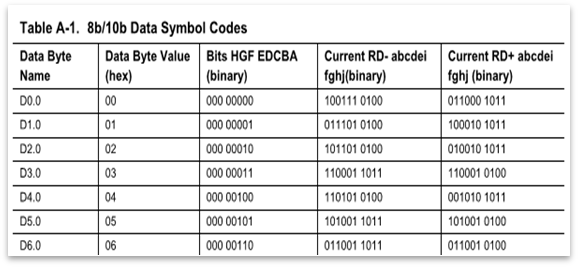 Table A-1. 8b/10b Data Symbol Codes
Data Byte Name Data Byte Value (hex) Bits HGF EDCBA (binary) Current RD- abcdei fghj(binary) Current RD+ abcdei fghj (binary)
D0.0 00 000 00000 100111 0100 011000 1011
D1.0 01 000 00001 011101 0100 100010 1011
D2.0 02 000 00010 101101 0100 010010 1011
D3.0 03 000 00011 110001 1011 110001 0100
D4.0 04 000 00100 110101 0100 001010 1011
D5.0 05 000 00101 101001 1011 101001 0100
D6.0 06 000 00110 011001 1011 011001 0100